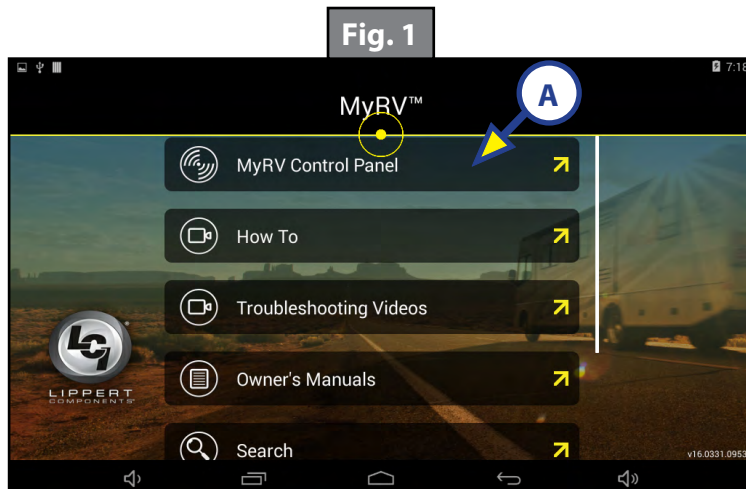 Fig. 1
7:18
MyRV™
A
MyRV Control Panel
How To
Troubleshooting Videos
LCI
Owner's Manuals
LIPPERT
COMPONENTS
Search
v16.0331.0953